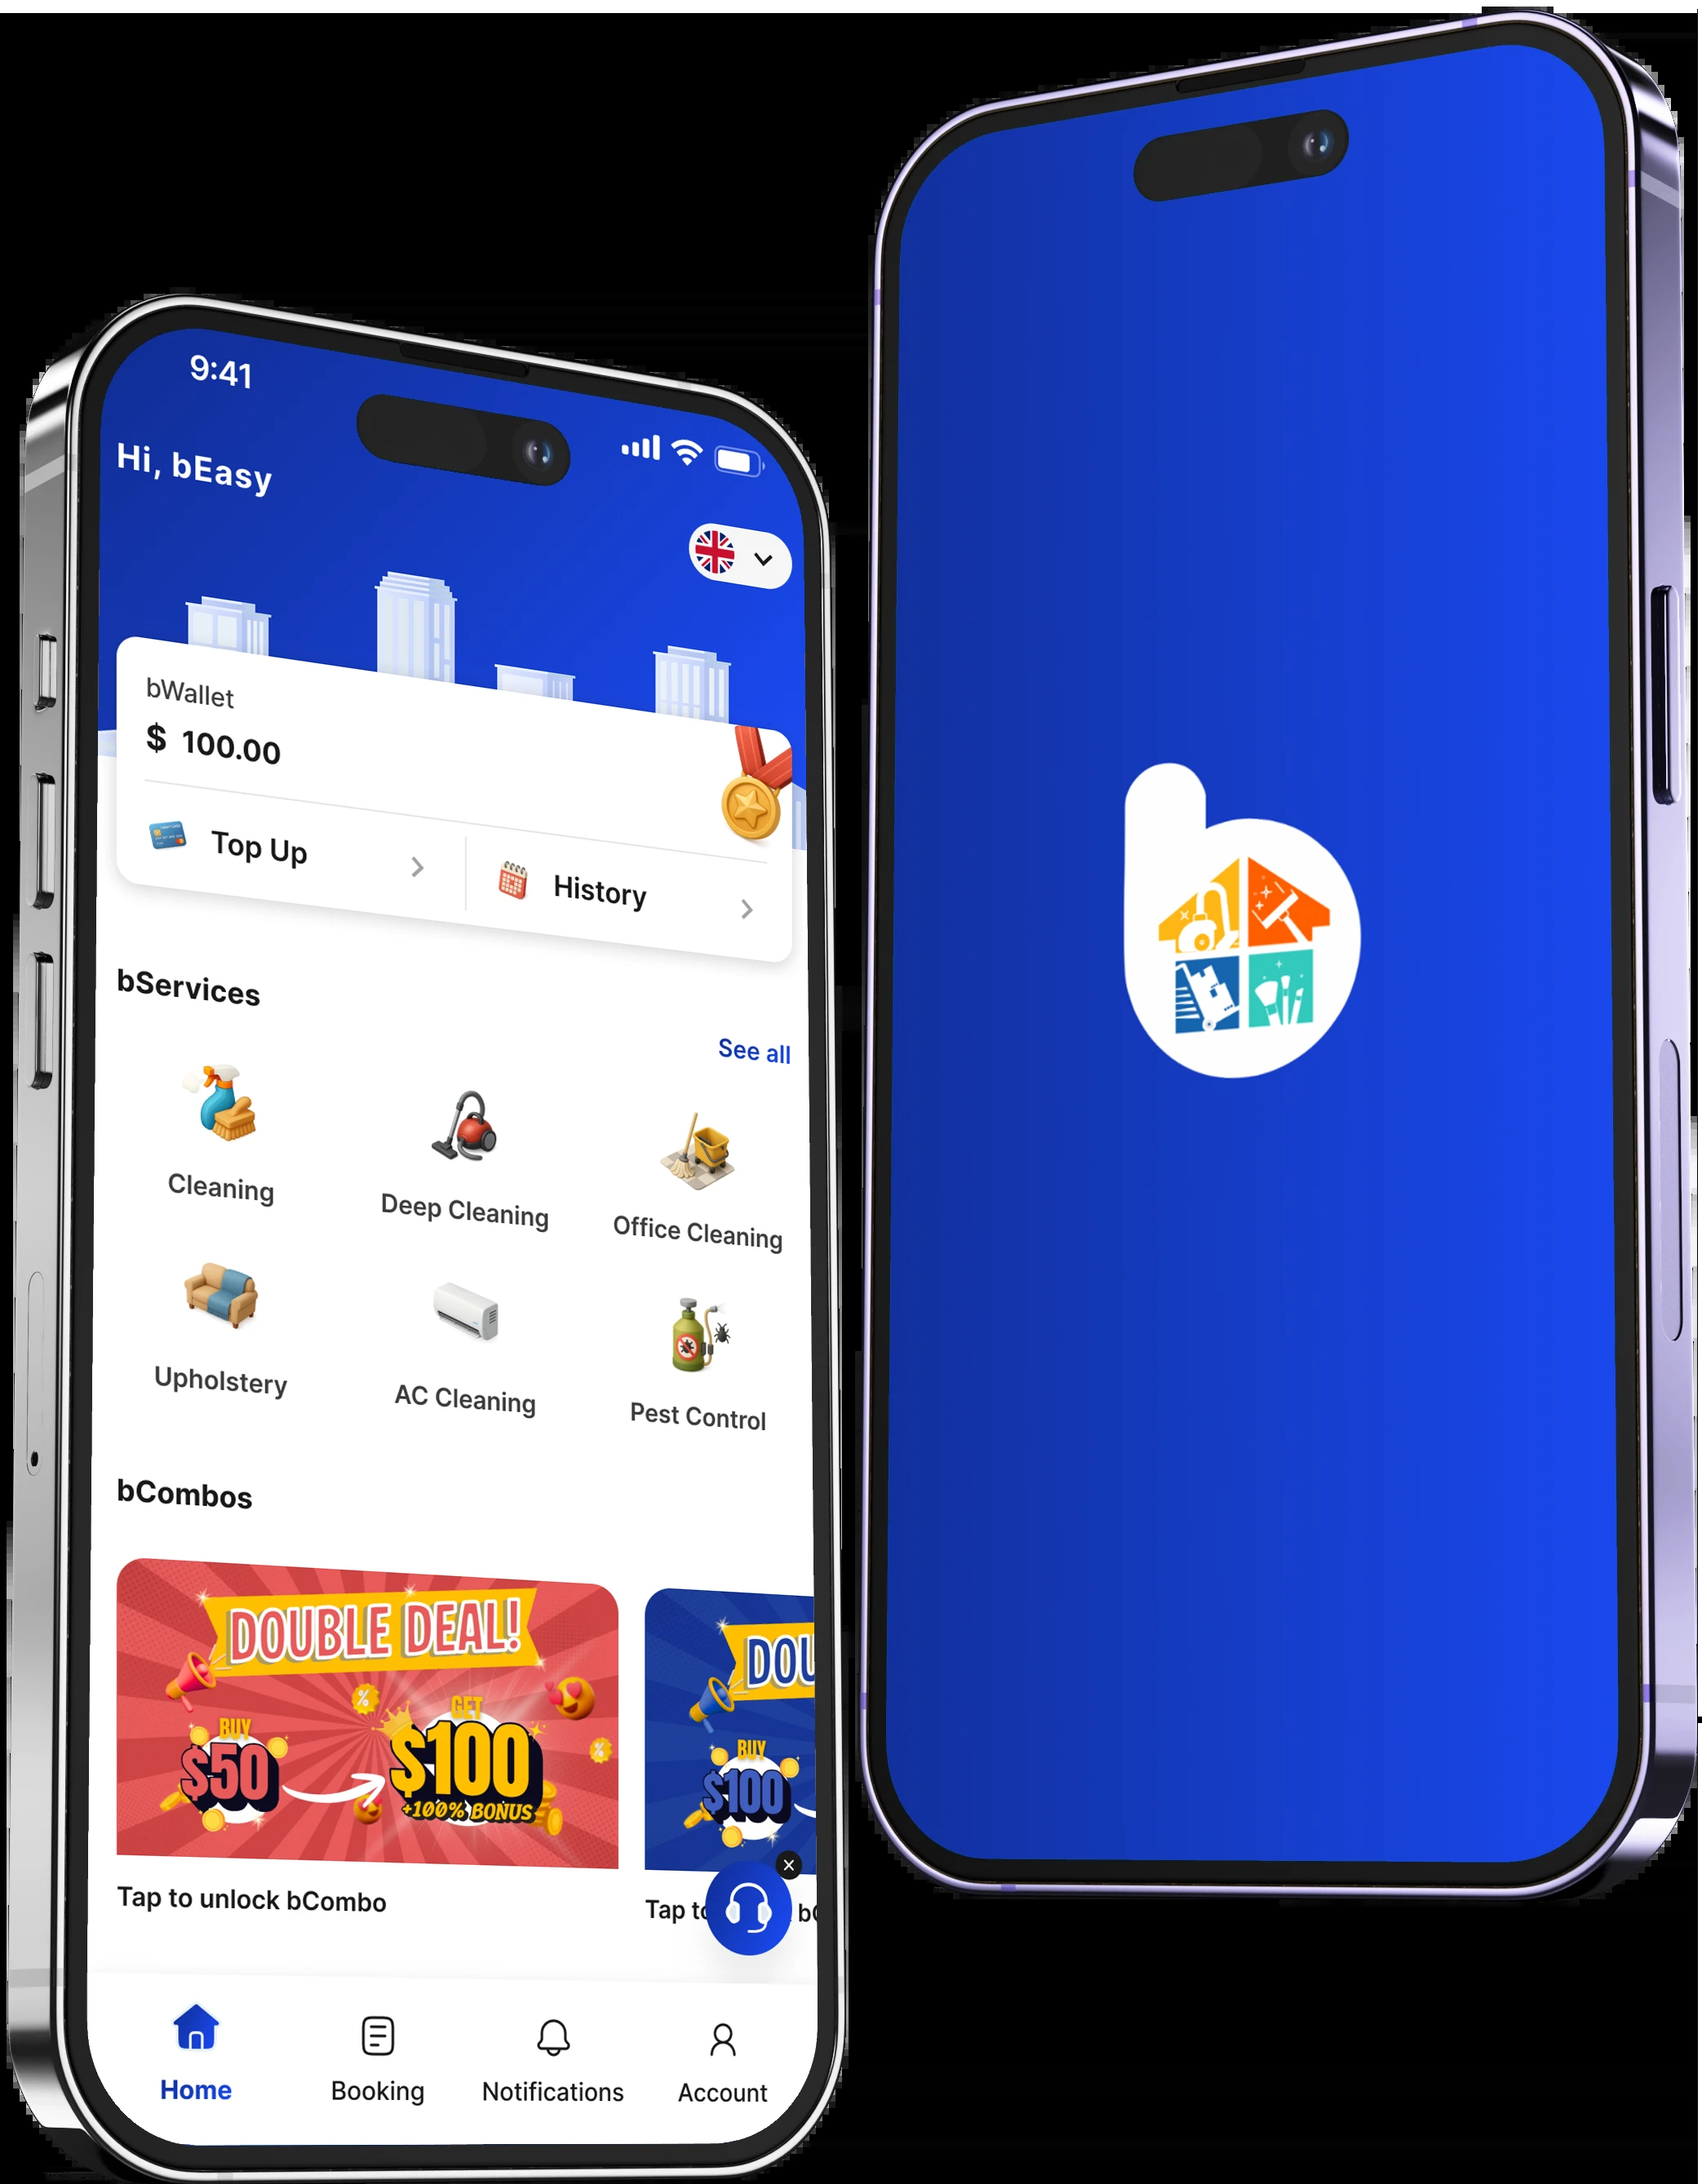 9:41
Hi, bEasy
bWallet
$ 100.00
Top Up
History
bServices
See all
Cleaning
Deep Cleaning
Office Cleaning
Upholstery
AC Cleaning
Pest Control
bCombos
DOUBLE DEAL!
BUY
$50
GET
$100
+100% BONUS
DOU
BUY
$100
Tap to unlock bCombo
Tap to
Home
Booking
Notifications
Account